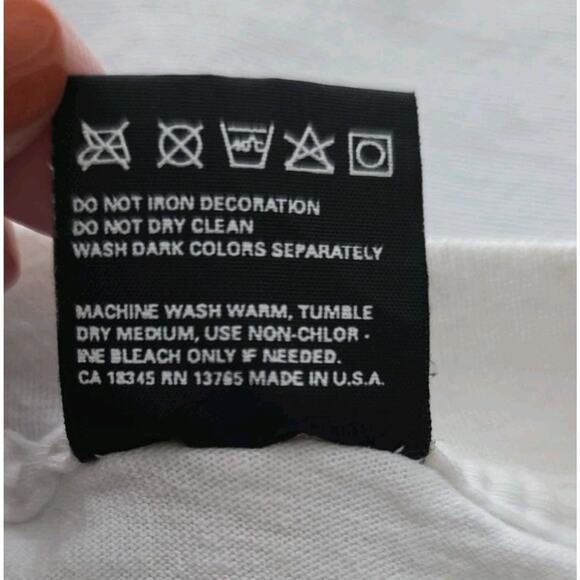 40°C
DO NOT IRON DECORATION
DO NOT DRY CLEAN
WASH DARK COLORS SEPARATELY
MACHINE WASH WARM, TUMBLE
DRY MEDIUM, USE NON-CHLOR-
INE BLEACH ONLY IF NEEDED.
CA 18345 RN 13765 MADE IN U.S.A.